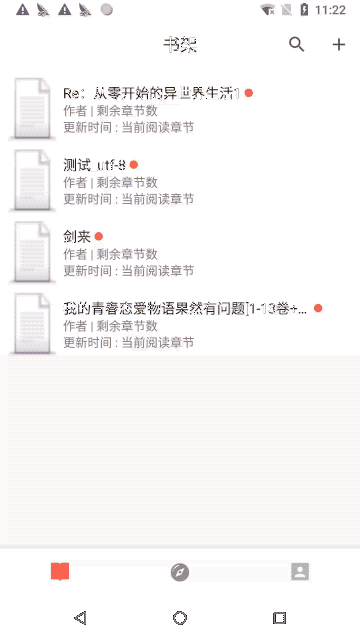 11:22
书架
Re：从零开始的异世界生活1
作者 | 剩余章节数
更新时间 : 当前阅读章节
测试_utf-8
作者 | 剩余章节数
更新时间 : 当前阅读章节
剑来
作者 | 剩余章节数
更新时间 : 当前阅读章节
我的青春恋爱物语果然有问题]1-13卷+...
作者 | 剩余章节数
更新时间 : 当前阅读章节